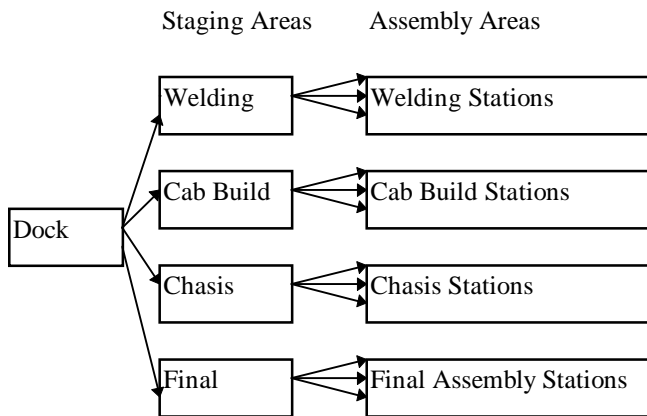 Staging Areas Assembly Areas
Welding Welding Stations
Cab Build Cab Build Stations
Dock
Chasis Chasis Stations
Final Final Assembly Stations